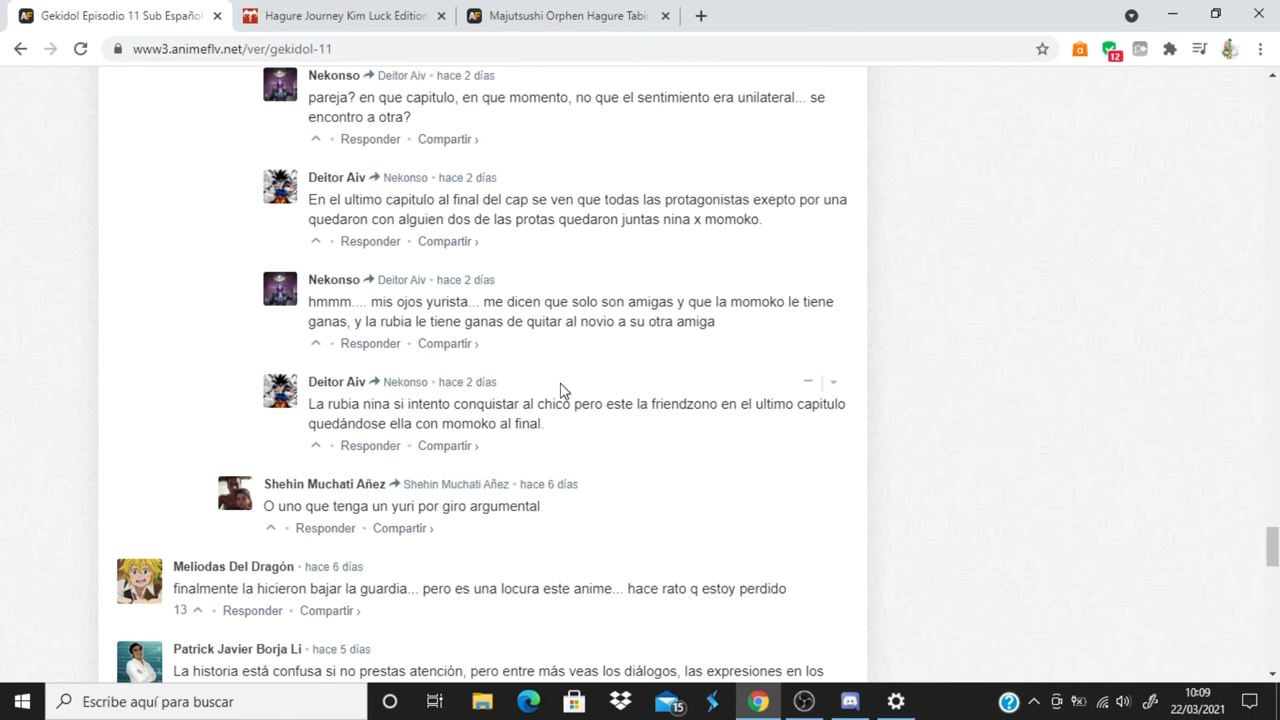 Gekidol Episodio 11 Sub Español
Hagure Journey Kim Luck Edition
Majutsushi Orphen Hagure Tabi:
www3.animeflv.net/ver/gekidol-11
12
Nekonso Deitor Aiv • hace 2 días
pareja? en que capitulo, en que momento, no que el sentimiento era unilateral... se
encontro a otra?
Responder • Compartir ›
Deitor Aiv Nekonso • hace 2 días
En el ultimo capitulo al final del cap se ven que todas las protagonistas exepto por una
quedaron con alguien dos de las protas quedaron juntas nina x momoko.
Responder • Compartir ›
Nekonso Deitor Aiv • hace 2 días
hmmm.... mis ojos yurista... me dicen que solo son amigas y que la momoko le tiene
ganas, y la rubia le tiene ganas de quitar al novio a su otra amiga
Responder • Compartir ›
Deitor Aiv Nekonso • hace 2 días
La rubia nina si intento conquistar al chico pero este la friendzono en el ultimo capitulo
quedándose ella con momoko al final.
Responder • Compartir ›
Shehin Muchati Añez Shehin Muchati Añez • hace 6 días
O uno que tenga un yuri por giro argumental
Responder • Compartir ›
Meliodas Del Dragón • hace 6 días
finalmente la hicieron bajar la guardia... pero es una locura este anime... hace rato q estoy perdido
13 • Responder • Compartir ›
Patrick Javier Borja Li • hace 5 días
La historia está confusa si no prestas atención, pero entre más veas los diálogos, las expresiones en los
Escribe aquí para buscar
15
10:09
22/03/2021